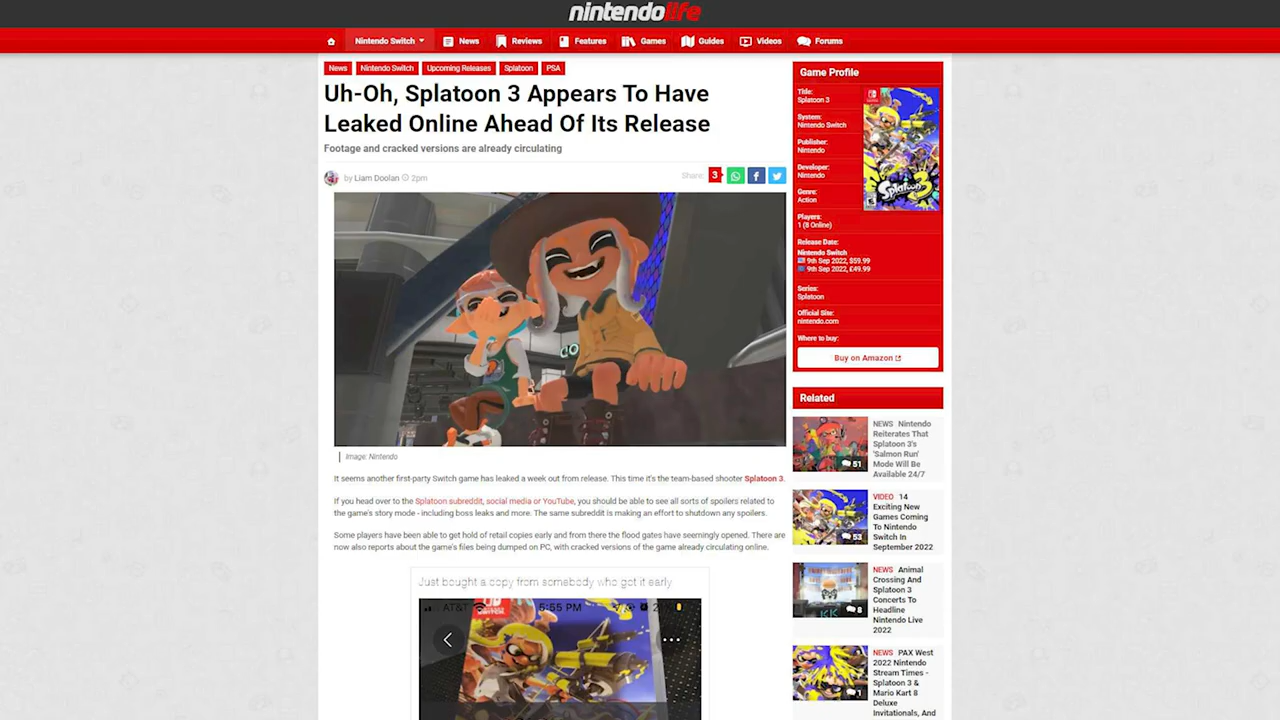 nintendolife
Nintendo Switch
News
Reviews
Features
Games
Guides
Videos
Forums
News
Nintendo Switch
Upcoming Releases
Splatoon
PSA
Uh-Oh, Splatoon 3 Appears To Have
Leaked Online Ahead Of Its Release
Footage and cracked versions are already circulating
by Liam Doolan 2pm
Share:
3
Image: Nintendo
It seems another first-party Switch game has leaked a week out from release. This time it's the team-based shooter Splatoon 3.
If you head over to the Splatoon subreddit, social media or YouTube, you should be able to see all sorts of spoilers related to
the game's story mode - including boss leaks and more. The same subreddit is making an effort to shutdown any spoilers.
Some players have been able to get hold of retail copies early and from there the flood gates have seemingly opened. There are
now also reports about the game's files being dumped on PC, with cracked versions of the game already circulating online.
Just bought a copy from somebody who got it early
AT&T
5:55 PM
Game Profile
Title:
Splatoon 3
System:
Nintendo Switch
Publisher:
Nintendo
Developer:
Nintendo
Genre:
Action
Players:
1 (8 Online)
Release Date:
Nintendo Switch
9th Sep 2022, $59.99
9th Sep 2022, £49.99
Series:
Splatoon
Official Site:
nintendo.com
Where to buy:
Buy on Amazon
Splatoon 3
Related
NEWS Nintendo
Reiterates That
Splatoon 3's
'Salmon Run'
Mode Will Be
Available 24/7
51
VIDEO 14
Exciting New
Games Coming
To Nintendo
Switch In
September 2022
53
NEWS Animal
Crossing And
Splatoon 3
Concerts To
Headline
Nintendo Live
2022
8
NEWS PAX West
2022 Nintendo
Stream Times -
Splatoon 3 &
Mario Kart 8
Deluxe
Invitationals, And
1